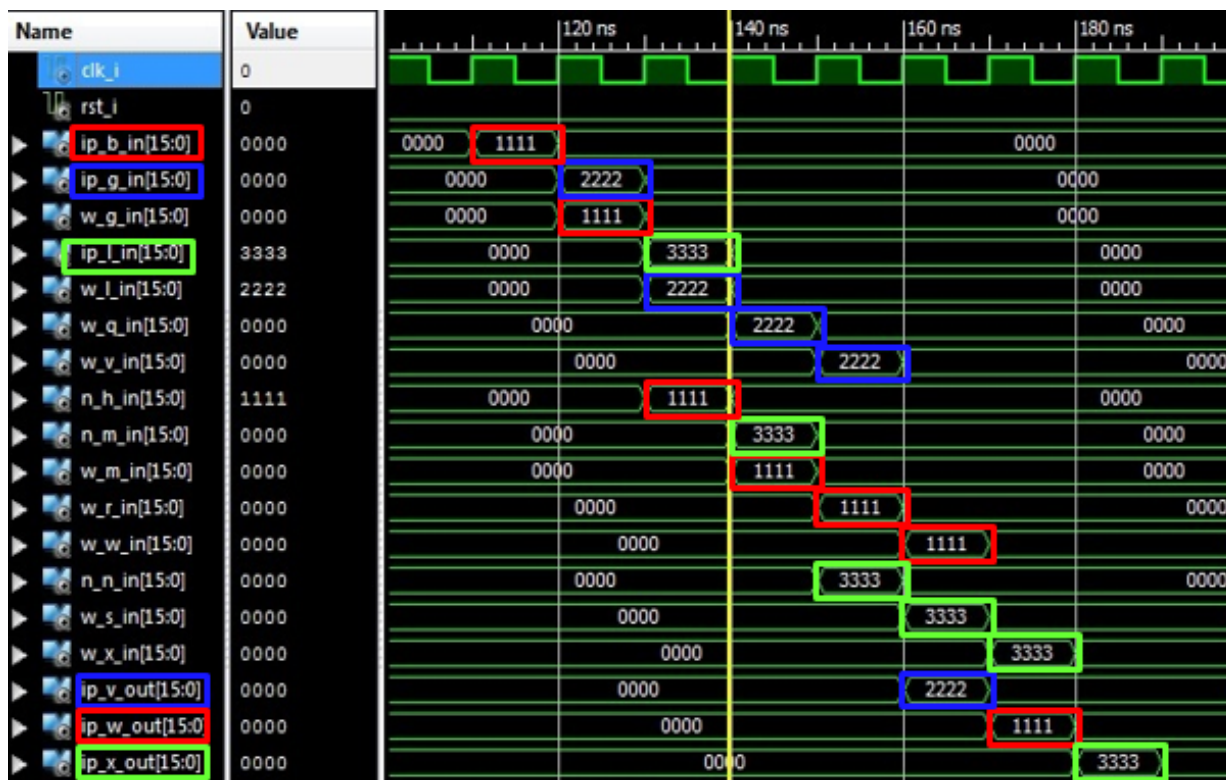 Name Value 120 ns 140 ns 160 ns 180 ns
clk_i 0
rst_i 0
ip_b_in[15:0] 0000 0000 1111 0000
ip_g_in[15:0] 0000 0000 2222 0000
w_g_in[15:0] 0000 0000 1111 0000
ip_l_in[15:0] 3333 0000 3333 0000
w_l_in[15:0] 2222 0000 2222 0000
w_q_in[15:0] 0000 0000 2222 0000
w_v_in[15:0] 0000 0000 2222 0000
n_h_in[15:0] 1111 0000 1111 0000
n_m_in[15:0] 0000 0000 3333 0000
w_m_in[15:0] 0000 0000 1111 0000
w_r_in[15:0] 0000 0000 1111 0000
w_w_in[15:0] 0000 0000 1111
n_n_in[15:0] 0000 0000 3333 0000
w_s_in[15:0] 0000 0000 3333
w_x_in[15:0] 0000 0000 3333
ip_v_out[15:0] 0000 0000 2222
ip_w_out[15:0 0000 0000 1111
ip_x_out[15:0] 0000 0000 3333